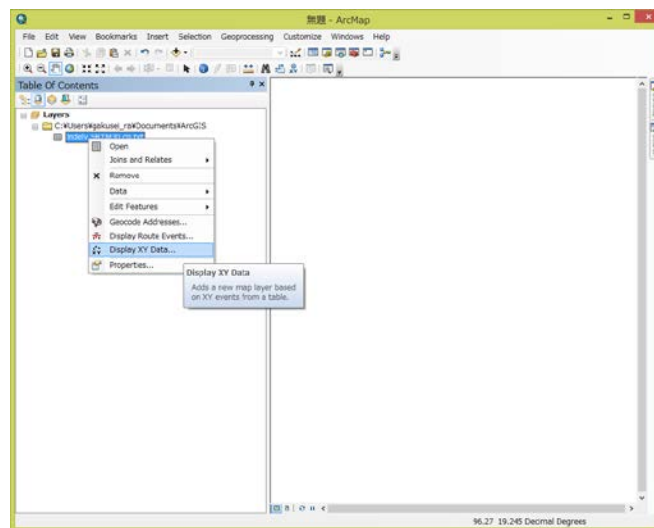 無題 - ArcMap
File Edit View Bookmarks Insert Selection Geoprocessing Customize Windows Help
Table Of Contents
Layers
C:¥Users¥gakusei_ra¥Documents¥ArcGIS
Open
Joins and Relates
Remove
Data
Edit Features
Geocode Addresses...
Display Route Events...
Display XY Data...
Properties...
Display XY Data
Adds a new map layer based
on XY events from a table.
96.27 19.245 Decimal Degrees